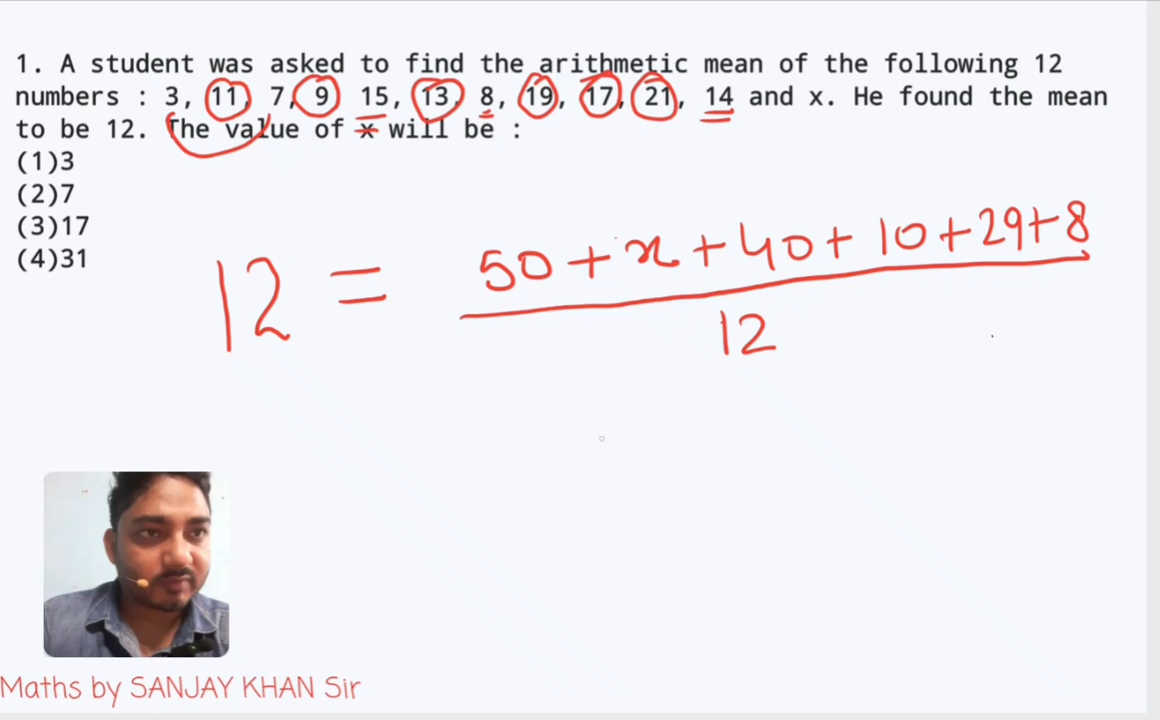 1. A student was asked to find the arithmetic mean of the following 12
numbers : 3, 11, 7, 9 15, 13, 8, 19, 17, 21, 14 and x. He found the mean
to be 12. The value of x will be :
(1)3
(2)7
(3)17
(4)31
12 = 50+x+40+10+29+8
12
Maths by SANJAY KHAN Sir